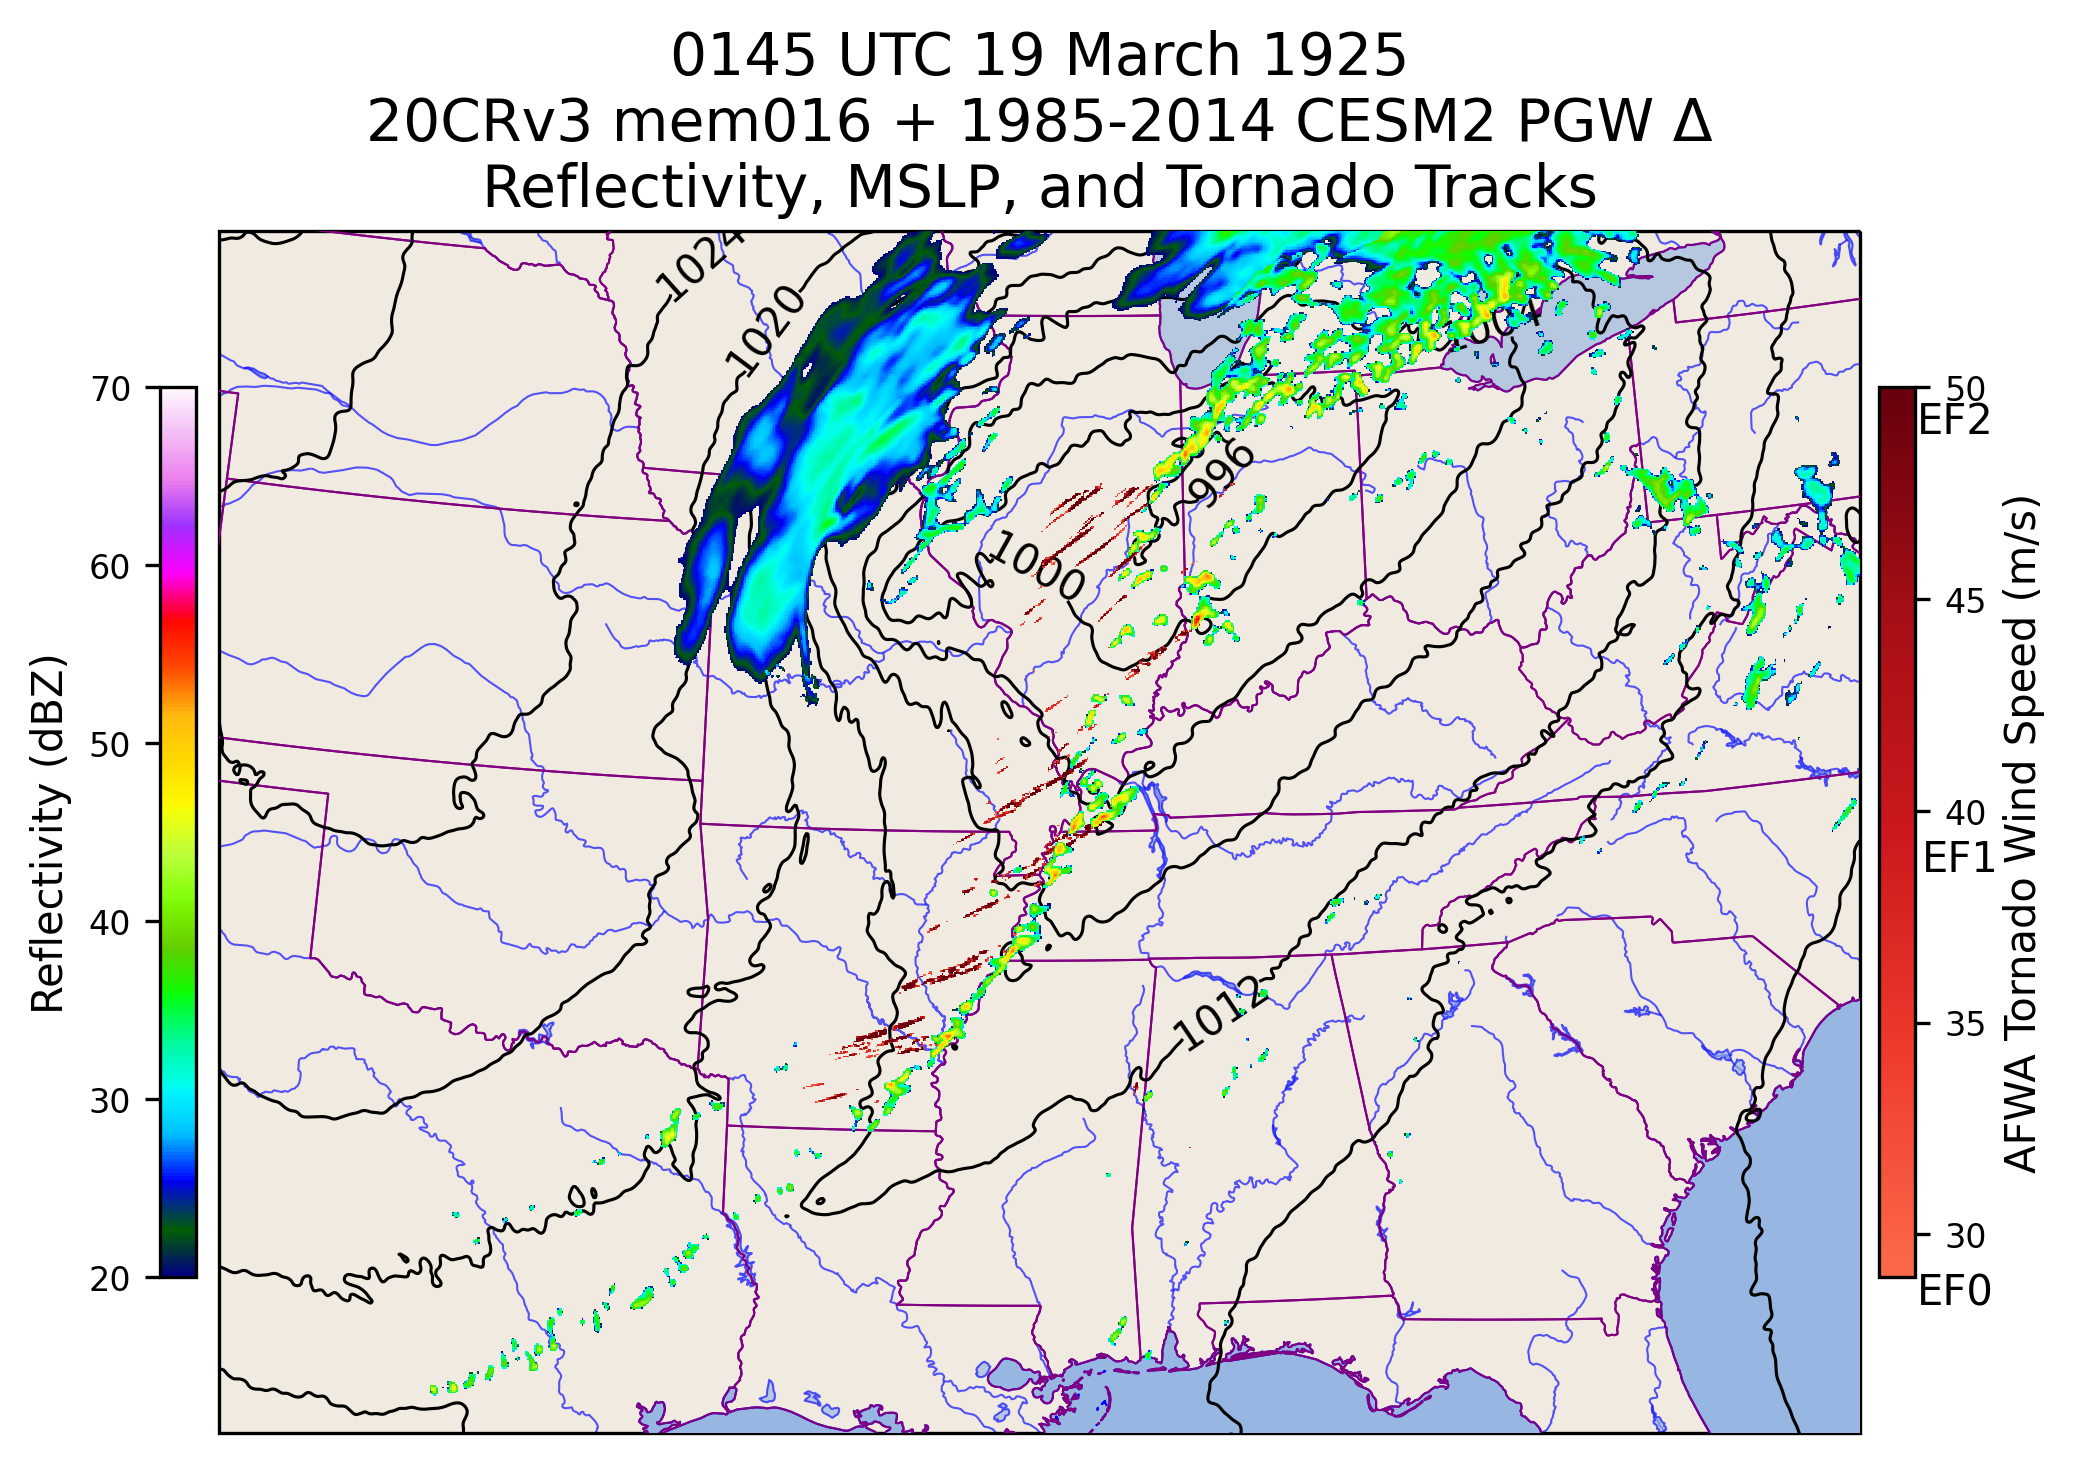 0145 UTC 19 March 1925
20CRv3 mem016 + 1985-2014 CESM2 PGW Δ
Reflectivity, MSLP, and Tornado Tracks
1024
1020
996
1000
1012
70
60
50
40
30
20
Reflectivity (dBZ)
50
EF2
45
40
EF1
35
30
EF0
AFWA Tornado Wind Speed (m/s)